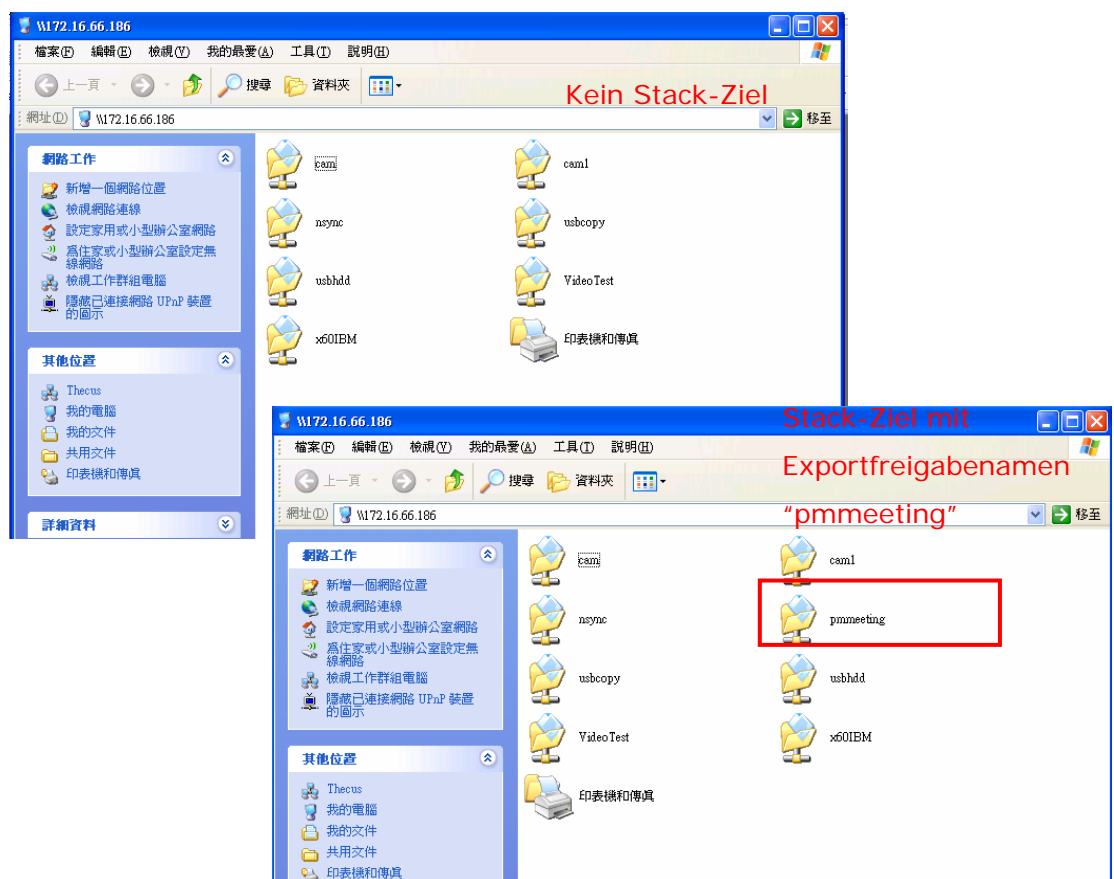 \\172.16.66.186
檔案(F) 編輯(E) 檢視(V) 我的最愛(A) 工具(T) 說明(H)
上一頁 搜尋 資料夾
Kein Stack-Ziel
網址(D) \\172.16.66.186 移至
網路工作
新增一個網路位置
檢視網路連線
設定家用或小型辦公室網路
爲住家或小型辦公室設定無
線網路
檢視工作群組電腦
隱藏已連接網路 UPnP 裝置
的圖示
其他位置
Thecus
我的電腦
我的文件
共用文件
印表機和傳眞
詳細資料
cam
cam1
nsync
usbcopy
usbhdd
VideoTest
x60IBM
印表機和傳眞
\\172.16.66.186
Stack-Ziel mit
Exportfreigabenamen
“pmmeeting”
檔案(F) 編輯(E) 檢視(V) 我的最愛(A) 工具(T) 說明(H)
上一頁 搜尋 資料夾
網址(D) \\172.16.66.186 移至
網路工作
新增一個網路位置
檢視網路連線
設定家用或小型辦公室網路
爲住家或小型辦公室設定無
線網路
檢視工作群組電腦
隱藏已連接網路 UPnP 裝置
的圖示
其他位置
Thecus
我的電腦
我的文件
共用文件
印表機和傳眞
cam
cam1
nsync
pmmeeting
usbcopy
usbhdd
VideoTest
x60IBM
印表機和傳眞